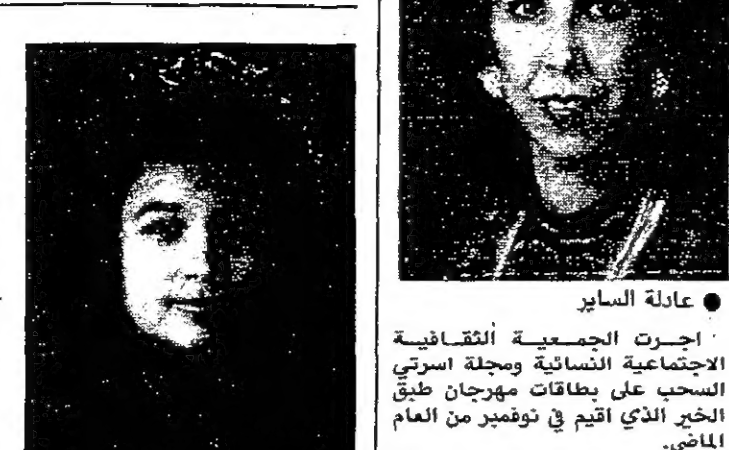 ● عادلة الساير
اجرت الجمعية الثقافية
الاجتماعية النسائية ومجلة اسرتي
السحب على بطاقات مهرجان طبق
الخير الذي اقيم في نوفمبر من العام
الماضي.